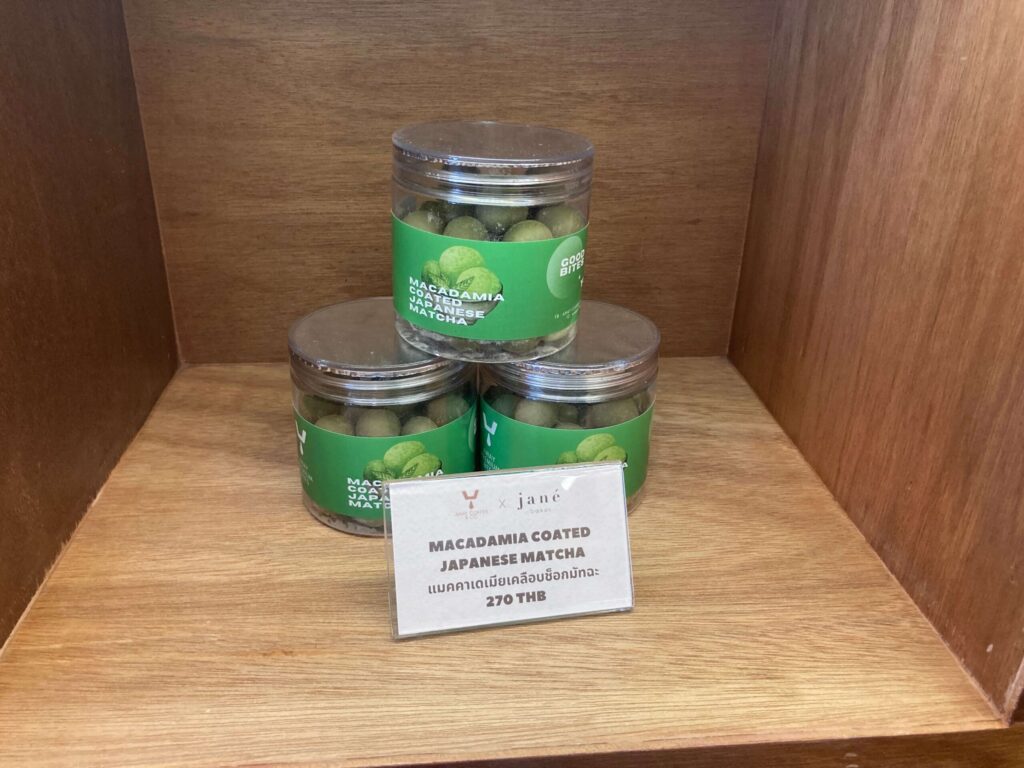 MACADAMIA
COATED
JAPANESE
MATCHA
GOOD
BITES
MACADAMIA
COATED
JAPANESE
MATCHA
x jané
MACADAMIA COATED
JAPANESE MATCHA
แมคคาเดเมียเคลือบช็อกมัทฉะ
270 THB